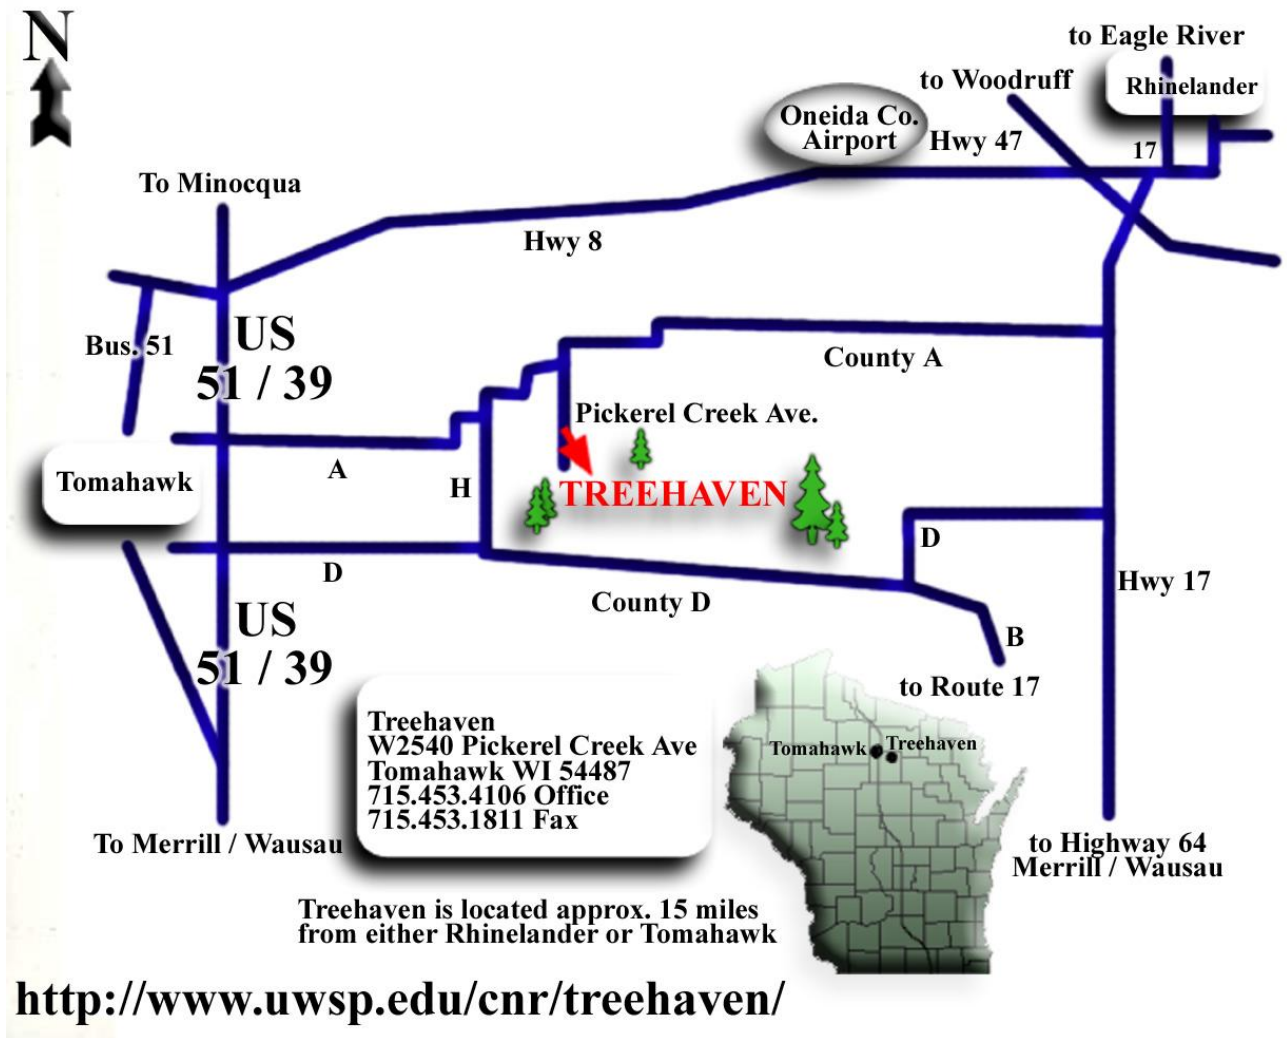 N
to Eagle River
to Woodruff
Rhinelander
Oneida Co.
Airport
Hwy 47
17
To Minocqua
Hwy 8
US
51 / 39
Bus. 51
County A
Pickerel Creek Ave.
A
Tomahawk
H
TREEHAVEN
D
D
County D
Hwy 17
US
51 / 39
B
to Route 17
Treehaven
W2540 Pickerel Creek Ave
Tomahawk WI 54487
715.453.4106 Office
715.453.1811 Fax
Tomahawk
Treehaven
To Merrill / Wausau
to Highway 64
Merrill / Wausau
Treehaven is located approx. 15 miles
from either Rhinelander or Tomahawk
http://www.uwsp.edu/cnr/treehaven/